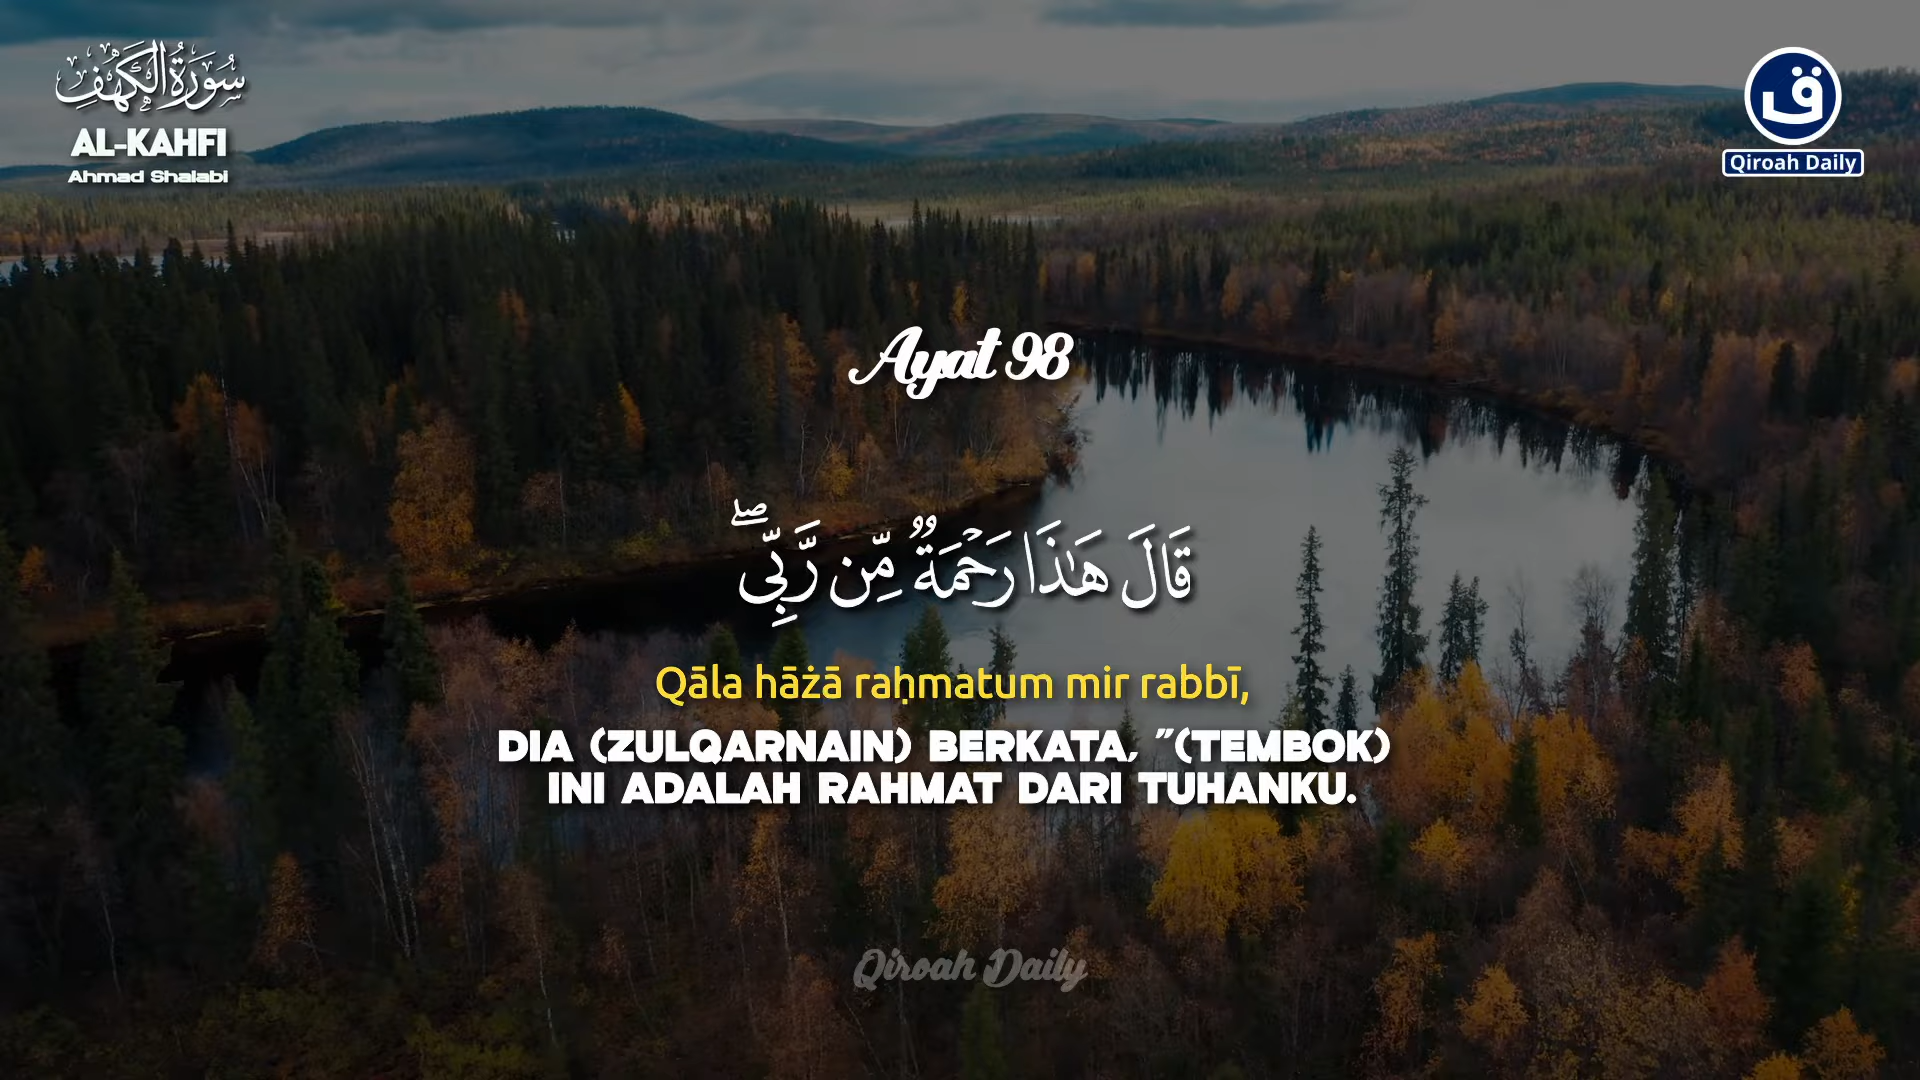 سُورَةُ الْكَهْفِ
AL-KAHFI
Ahmad Shalabi
ق
Qiroah Daily
Ayat 98
قَالَ هَـٰذَا رَحْمَةٌ مِّن رَّبِّى ۖ
Qāla hāżā raḥmatum mir rabbī,
DIA (ZULQARNAIN) BERKATA, "(TEMBOK)
INI ADALAH RAHMAT DARI TUHANKU.
Qiroah Daily